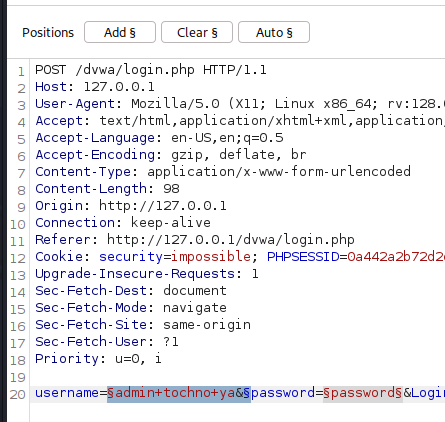 Positions Add § Clear § Auto §
1 POST /dvwa/login.php HTTP/1.1
2 Host: 127.0.0.1
3 User-Agent: Mozilla/5.0 (X11; Linux x86_64; rv:128.
4 Accept: text/html,application/xhtml+xml,application,
5 Accept-Language: en-US,en;q=0.5
6 Accept-Encoding: gzip, deflate, br
7 Content-Type: application/x-www-form-urlencoded
8 Content-Length: 98
9 Origin: http://127.0.0.1
10 Connection: keep-alive
11 Referer: http://127.0.0.1/dvwa/login.php
12 Cookie: security=impossible; PHPSESSID=0a442a2b72d2
13 Upgrade-Insecure-Requests: 1
14 Sec-Fetch-Dest: document
15 Sec-Fetch-Mode: navigate
16 Sec-Fetch-Site: same-origin
17 Sec-Fetch-User: ?1
18 Priority: u=0, i
19
20 username=§admin+tochno+ya&§password=§password§&Login